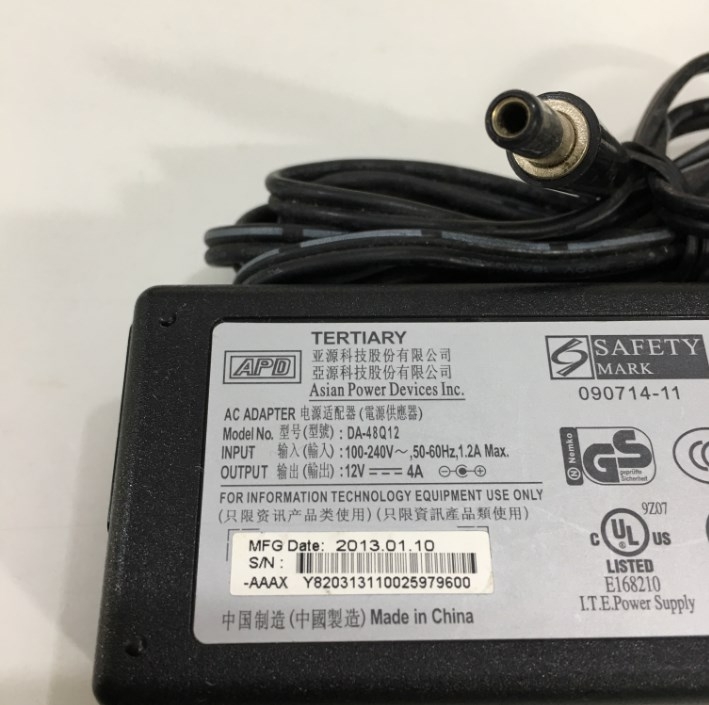 TERTIARY
APD
亚源科技股份有限公司
亞源科技股份有限公司
Asian Power Devices Inc.
SAFETY
MARK
090714-11
AC ADAPTER 电源适配器 (電源供應器)
Model No. 型号 (型號) : DA-48Q12
INPUT 输入 (輸入) :100-240V～,50-60Hz,1.2A Max.
OUTPUT 输出 (輸出) :12V ⎓ 4A
Nemko
GS
geprüfte
Sicherheit
FOR INFORMATION TECHNOLOGY EQUIPMENT USE ONLY
(只限资讯产品类使用) (只限資訊產品類使用)
9Z07
C UL US
LISTED
E168210
I.T.E.Power Supply
MFG Date: 2013.01.10
S/N :
-AAAX Y820313110025979600
中国制造 (中國製造) Made in China